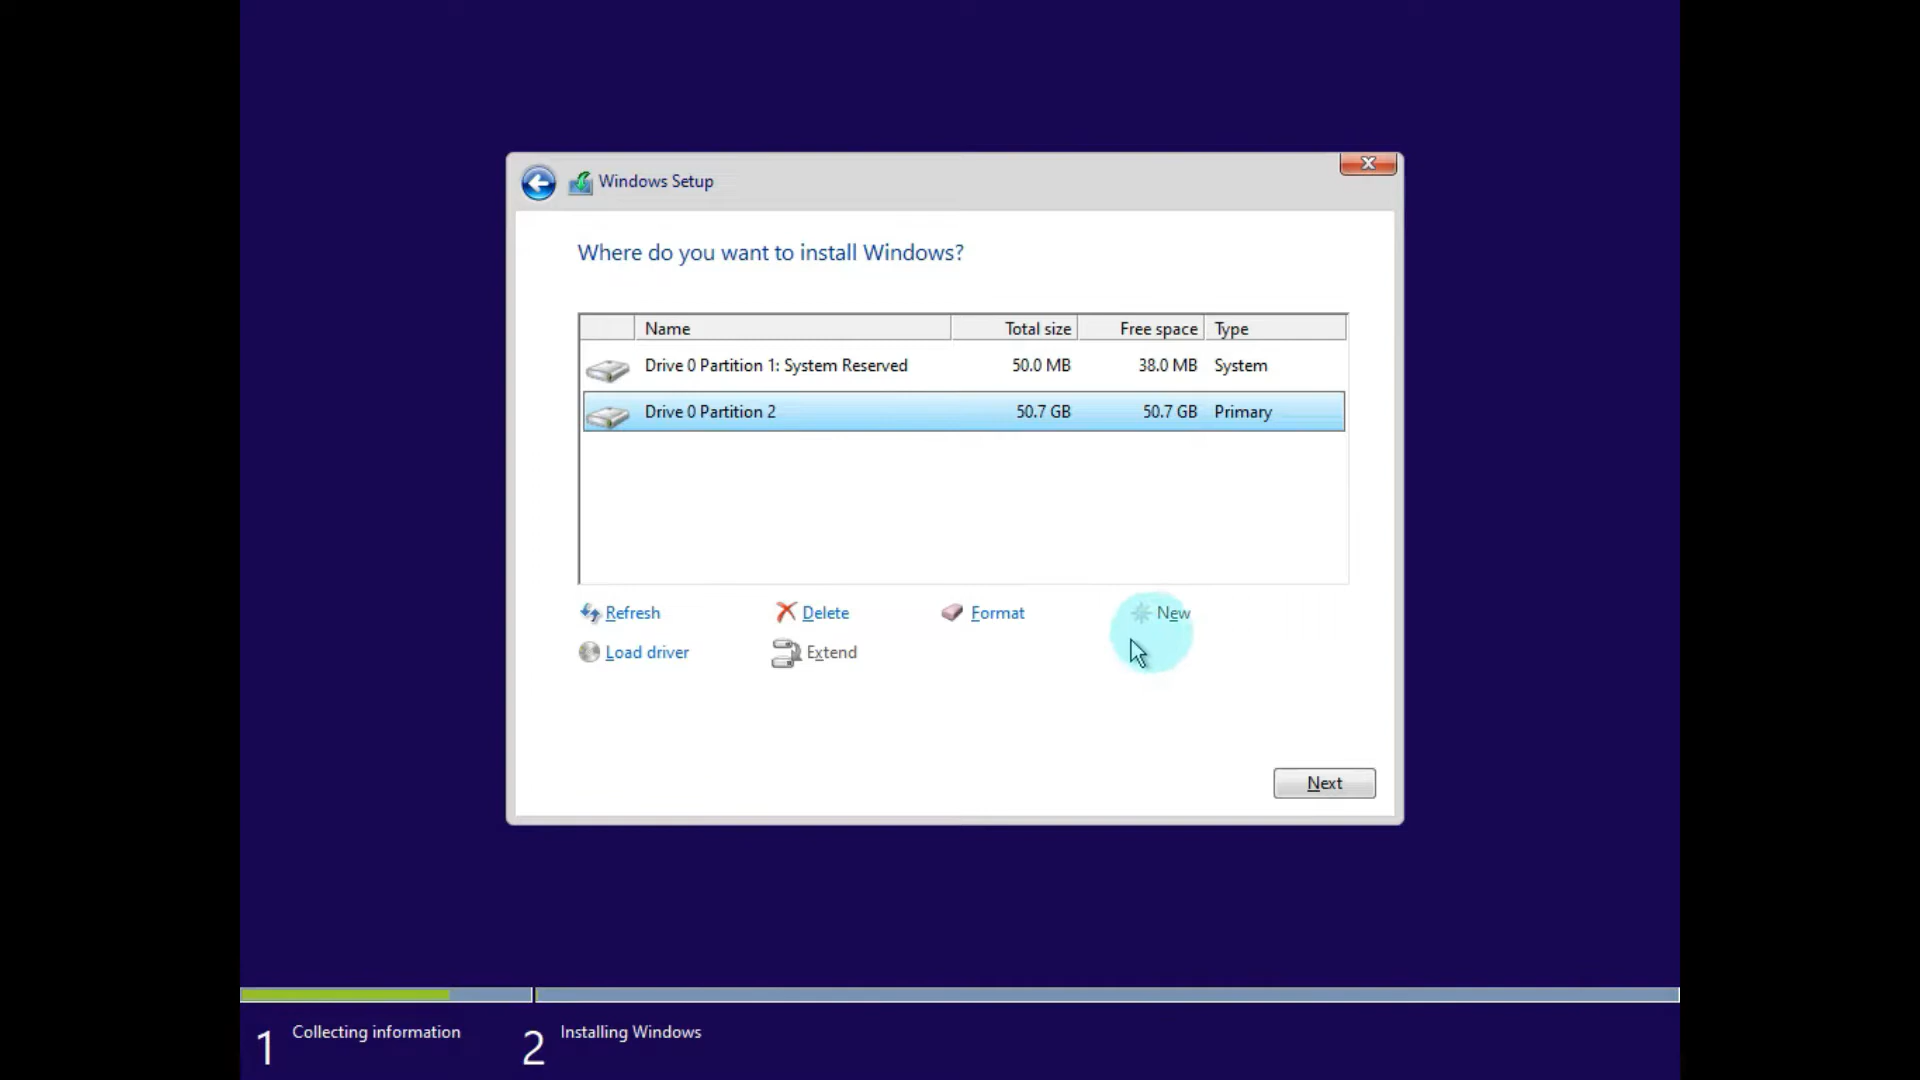 Windows Setup
Where do you want to install Windows?
Name Total size Free space Type
Drive 0 Partition 1: System Reserved 50.0 MB 38.0 MB System
Drive 0 Partition 2 50.7 GB 50.7 GB Primary
Refresh Delete Format New
Load driver Extend
Next
1 Collecting information 2 Installing Windows